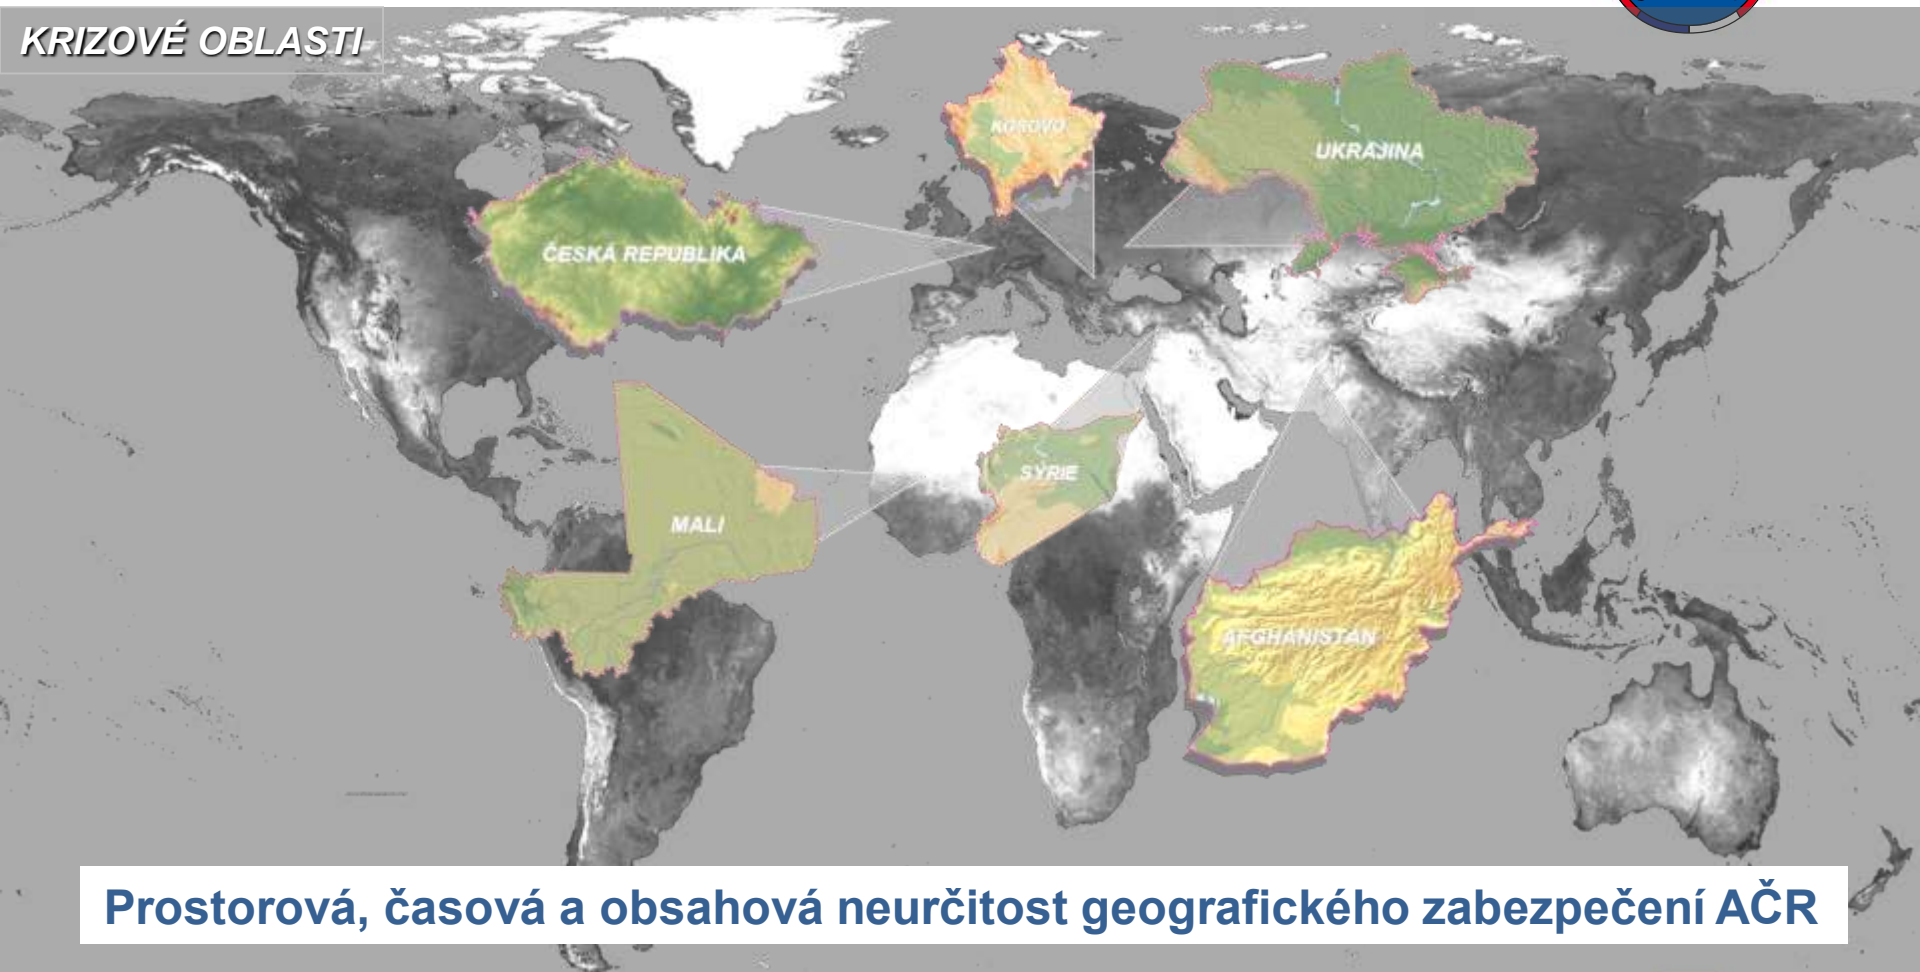 KRIZOVÉ OBLASTI
KOSOVO
UKRAJINA
ČESKÁ REPUBLIKA
SÝRIE
MALI
AFGHANISTAN
Prostorová, časová a obsahová neurčitost geografického zabezpečení AČR